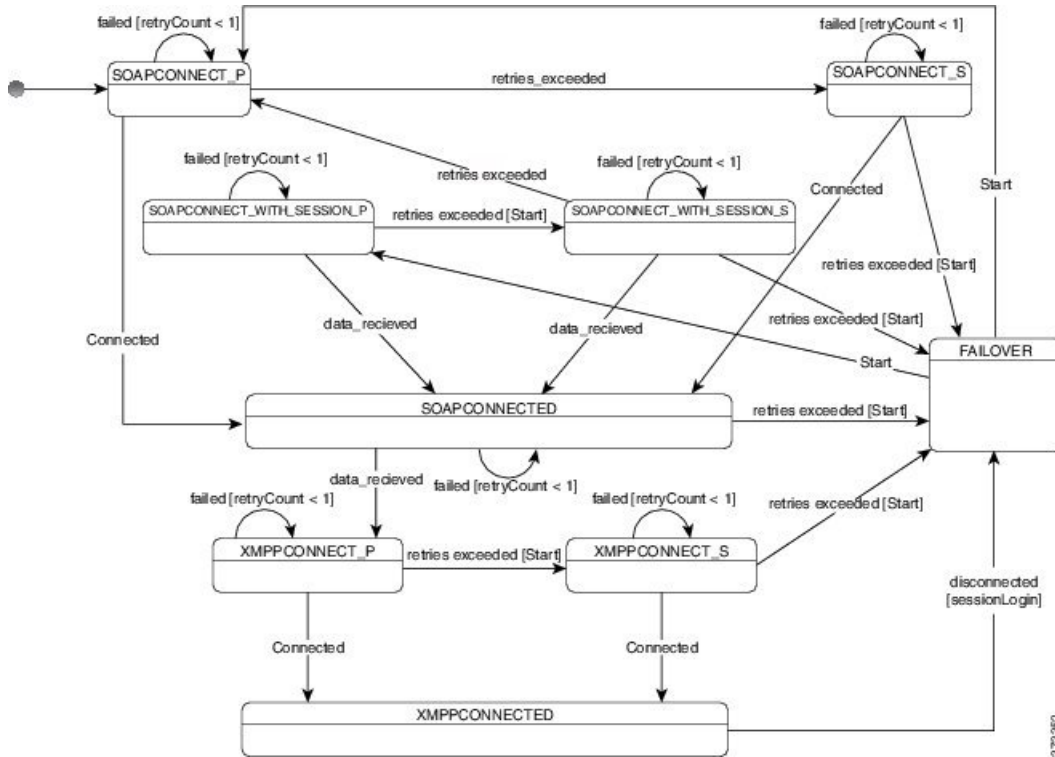 failed [retryCount < 1]
SOAPCONNECT_P
retries_exceeded
failed [retryCount < 1]
SOAPCONNECT_S
failed [retryCount < 1]
SOAPCONNECT_WITH_SESSION_P
retries exceeded
retries exceeded [Start]
failed [retryCount < 1]
SOAPCONNECT_WITH_SESSION_S
Connected
Start
retries exceeded [Start]
Connected
data_recieved
data_recieved
retries exceeded [Start]
Start
FAILOVER
SOAPCONNECTED
retries exceeded [Start]
data_recieved
failed [retryCount < 1]
failed [retryCount < 1]
XMPPCONNECT_P
retries exceeded [Start]
failed [retryCount < 1]
XMPPCONNECT_S
retries exceeded [Start]
disconnected
[sessionLogin]
Connected
Connected
XMPPCONNECTED